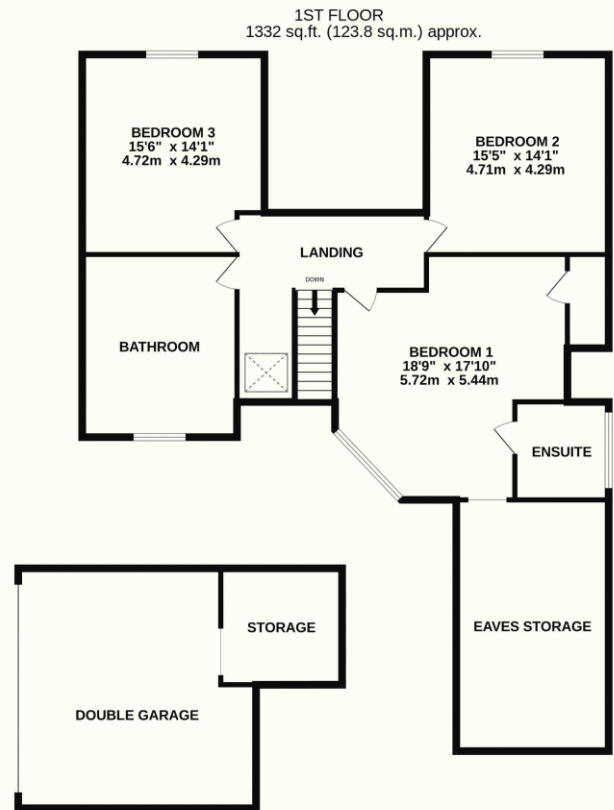 1ST FLOOR
1332 sq.ft. (123.8 sq.m.) approx.
BEDROOM 3
15'6" x 14'1"
4.72m x 4.29m
BEDROOM 2
15'5" x 14'1"
4.71m x 4.29m
LANDING
DOWN
BATHROOM
BEDROOM 1
18'9" x 17'10"
5.72m x 5.44m
ENSUITE
STORAGE
EAVES STORAGE
DOUBLE GARAGE